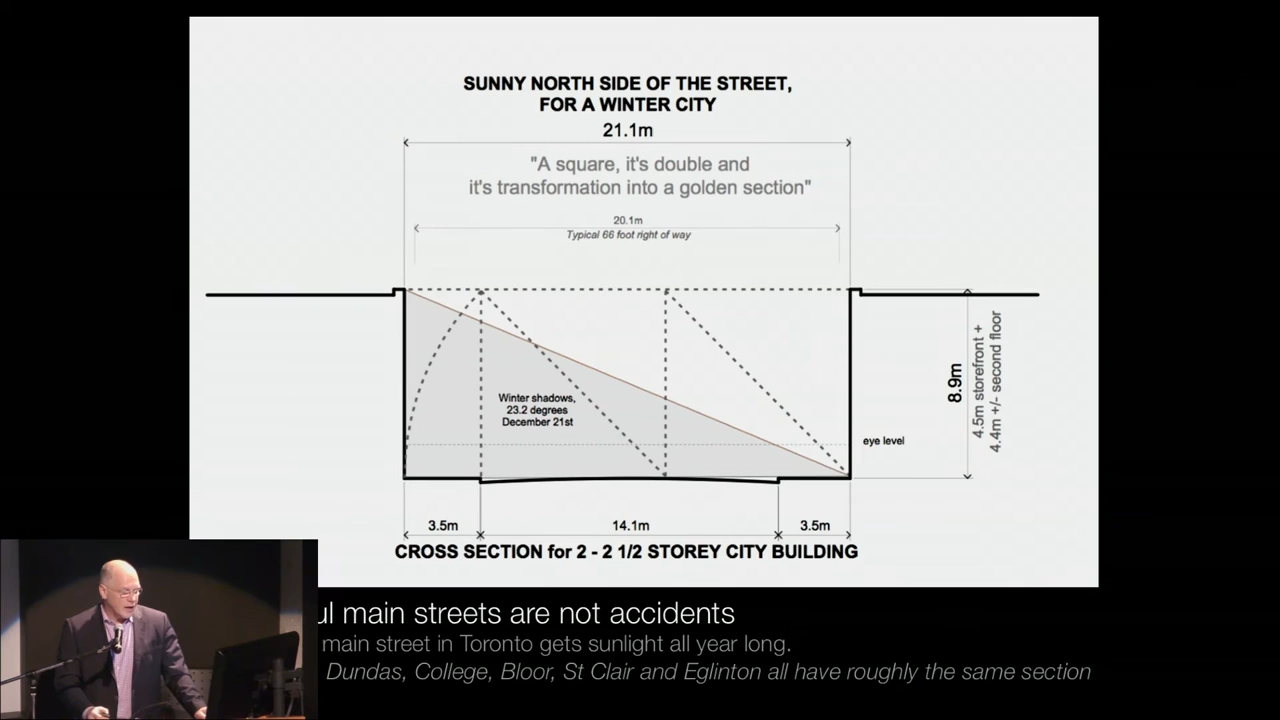 SUNNY NORTH SIDE OF THE STREET,
FOR A WINTER CITY
21.1m
"A square, it's double and
it's transformation into a golden section"
20.1m
Typical 66 foot right of way
Winter shadows,
23.2 degrees
December 21st
eye level
8.9m
4.5m storefront +
4.4m +/- second floor
3.5m
14.1m
3.5m
CROSS SECTION for 2 - 2 1/2 STOREY CITY BUILDING
main streets are not accidents
main street in Toronto gets sunlight all year long.
Dundas, College, Bloor, St Clair and Eglinton all have roughly the same section